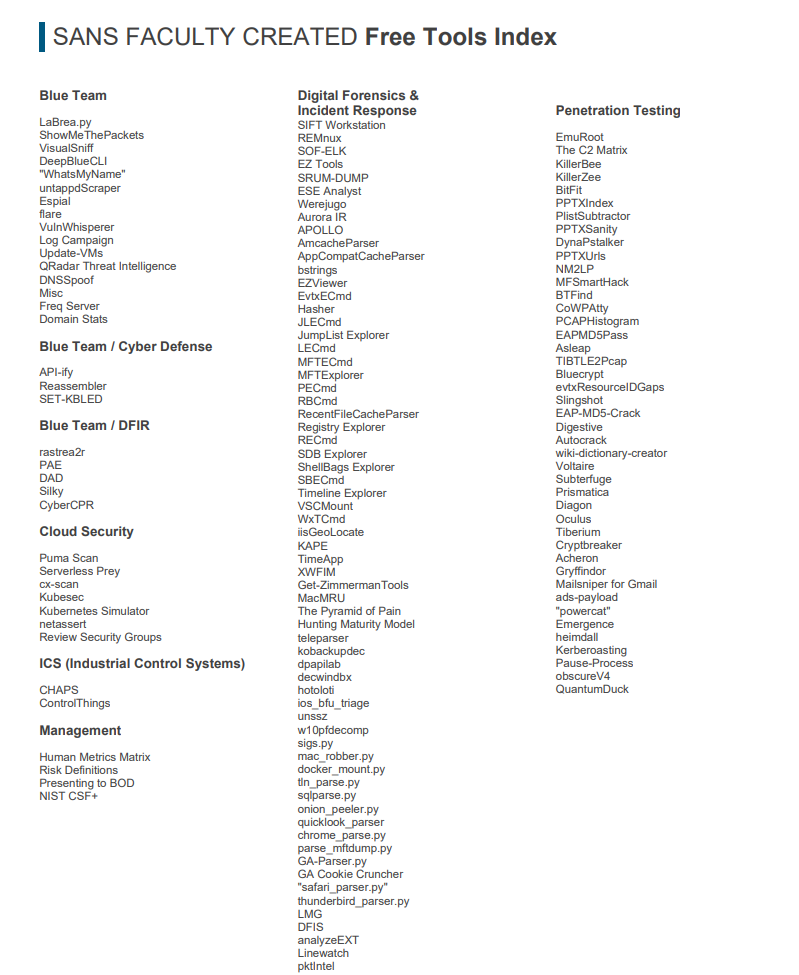 SANS FACULTY CREATED Free Tools Index
Blue Team
LaBrea.py
ShowMeThePackets
VisualSniff
DeepBlueCLI
"WhatsMyName"
untappdScraper
Espial
flare
VulnWhisperer
Log Campaign
Update-VMs
QRadar Threat Intelligence
DNSSpoof
Misc
Freq Server
Domain Stats
Blue Team / Cyber Defense
API-ify
Reassembler
SET-KBLED
Blue Team / DFIR
rastrea2r
PAE
DAD
Silky
CyberCPR
Cloud Security
Puma Scan
Serverless Prey
cx-scan
Kubesec
Kubernetes Simulator
netassert
Review Security Groups
ICS (Industrial Control Systems)
CHAPS
ControlThings
Management
Human Metrics Matrix
Risk Definitions
Presenting to BOD
NIST CSF+
Digital Forensics &
Incident Response
SIFT Workstation
REMnux
SOF-ELK
EZ Tools
SRUM-DUMP
ESE Analyst
Werejugo
Aurora IR
APOLLO
AmcacheParser
AppCompatCacheParser
bstrings
EZViewer
EvtxECmd
Hasher
JLECmd
JumpList Explorer
LECmd
MFTECmd
MFTExplorer
PECmd
RBCmd
RecentFileCacheParser
Registry Explorer
RECmd
SDB Explorer
ShellBags Explorer
SBECmd
Timeline Explorer
VSCMount
WxTCmd
iisGeoLocate
KAPE
TimeApp
XWFIM
Get-ZimmermanTools
MacMRU
The Pyramid of Pain
Hunting Maturity Model
teleparser
kobackupdec
dpapilab
decwindbx
hotoloti
ios_bfu_triage
unssz
w10pfdecomp
sigs.py
mac_robber.py
docker_mount.py
tln_parse.py
sqlparse.py
onion_peeler.py
quicklook_parser
chrome_parse.py
parse_mftdump.py
GA-Parser.py
GA Cookie Cruncher
"safari_parser.py"
thunderbird_parser.py
LMG
DFIS
analyzeEXT
Linewatch
pktIntel
Penetration Testing
EmuRoot
The C2 Matrix
KillerBee
KillerZee
BitFit
PPTXIndex
PlistSubtractor
PPTXSanity
DynaPstalker
PPTXUrls
NM2LP
MFSmartHack
BTFind
CoWPAtty
PCAPHistogram
EAPMD5Pass
Asleap
TIBTLE2Pcap
Bluecrypt
evtxResourceIDGaps
Slingshot
EAP-MD5-Crack
Digestive
Autocrack
wiki-dictionary-creator
Voltaire
Subterfuge
Prismatica
Diagon
Oculus
Tiberium
Cryptbreaker
Acheron
Gryffindor
Mailsniper for Gmail
ads-payload
"powercat"
Emergence
heimdall
Kerberoasting
Pause-Process
obscureV4
QuantumDuck